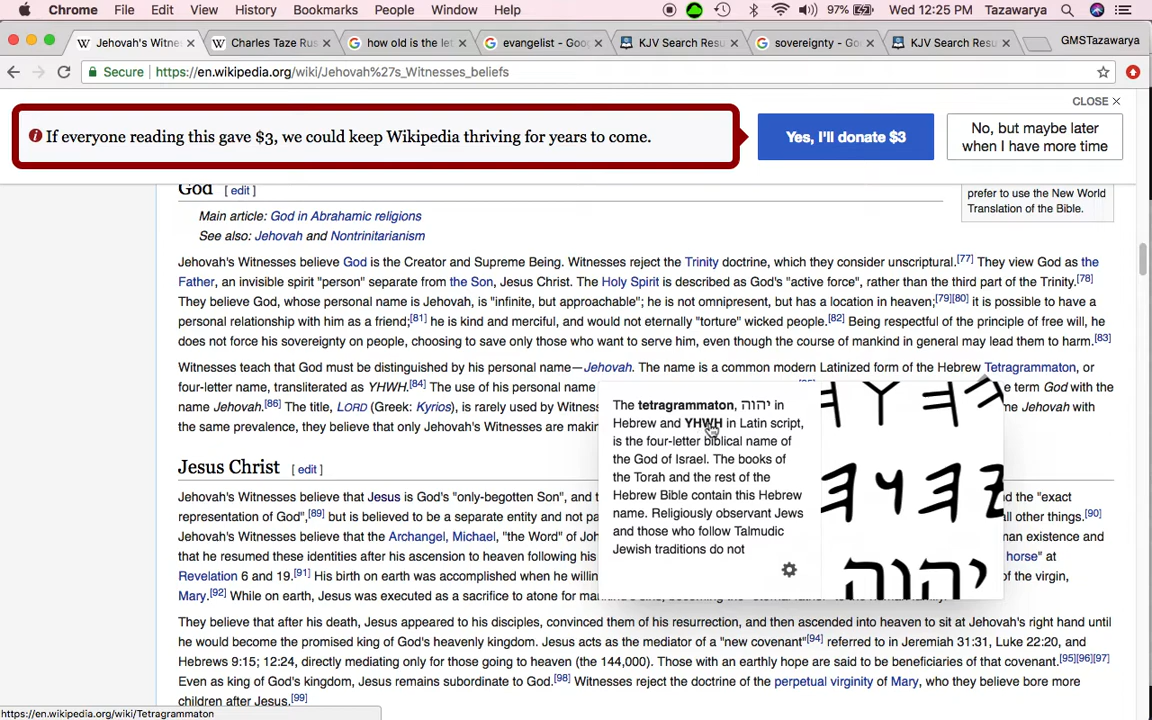 Chrome File Edit View History Bookmarks People Window Help 97% Wed 12:25 PM Tazawarya
Jehovah's Witne Charles Taze Rus how old is the let evangelist - Goo KJV Search Resu sovereignty - Go KJV Search Resu GMSTazawarya
Secure https://en.wikipedia.org/wiki/Jehovah%27s_Witnesses_beliefs
CLOSE
If everyone reading this gave $3, we could keep Wikipedia thriving for years to come.
Yes, I'll donate $3
No, but maybe later
when I have more time
God [ edit ]
prefer to use the New World
Translation of the Bible.
Main article: God in Abrahamic religions
See also: Jehovah and Nontrinitarianism
Jehovah's Witnesses believe God is the Creator and Supreme Being. Witnesses reject the Trinity doctrine, which they consider unscriptural.[77] They view God as the
Father, an invisible spirit "person" separate from the Son, Jesus Christ. The Holy Spirit is described as God's "active force", rather than the third part of the Trinity.[78]
They believe God, whose personal name is Jehovah, is "infinite, but approachable"; he is not omnipresent, but has a location in heaven;[79][80] it is possible to have a
personal relationship with him as a friend;[81] he is kind and merciful, and would not eternally "torture" wicked people.[82] Being respectful of the principle of free will, he
does not force his sovereignty on people, choosing to save only those who want to serve him, even though the course of mankind in general may lead them to harm.[83]
Witnesses teach that God must be distinguished by his personal name—Jehovah. The name is a common modern Latinized form of the Hebrew Tetragrammaton, or
four-letter name, transliterated as YHWH.[84] The use of his personal name e term God with the
name Jehovah.[86] The title, LORD (Greek: Kyrios), is rarely used by Witness Jehovah with
the same prevalence, they believe that only Jehovah's Witnesses are makin
The tetragrammaton, יהוה in
Hebrew and YHWH in Latin script,
is the four-letter biblical name of
the God of Israel. The books of
the Torah and the rest of the
Hebrew Bible contain this Hebrew
name. Religiously observant Jews
and those who follow Talmudic
Jewish traditions do not
יהוה
Jesus Christ [ edit ]
Jehovah's Witnesses believe that Jesus is God's "only-begotten Son", and t d the "exact
representation of God",[89] but is believed to be a separate entity and not pa all other things.[90]
Jehovah's Witnesses believe that the Archangel, Michael, "the Word" of Joh man existence and
that he resumed these identities after his ascension to heaven following his horse" at
Revelation 6 and 19.[91] His birth on earth was accomplished when he willin of the virgin,
Mary.[92] While on earth, Jesus was executed as a sacrifice to atone for man
They believe that after his death, Jesus appeared to his disciples, convinced them of his resurrection, and then ascended into heaven to sit at Jehovah's right hand until
he would become the promised king of God's heavenly kingdom. Jesus acts as the mediator of a "new covenant"[94] referred to in Jeremiah 31:31, Luke 22:20, and
Hebrews 9:15; 12:24, directly mediating only for those going to heaven (the 144,000). Those with an earthly hope are said to be beneficiaries of that covenant.[95][96][97]
Even as king of God's kingdom, Jesus remains subordinate to God.[98] Witnesses reject the doctrine of the perpetual virginity of Mary, who they believe bore more
children after Jesus.[99]
https://en.wikipedia.org/wiki/Tetragrammaton